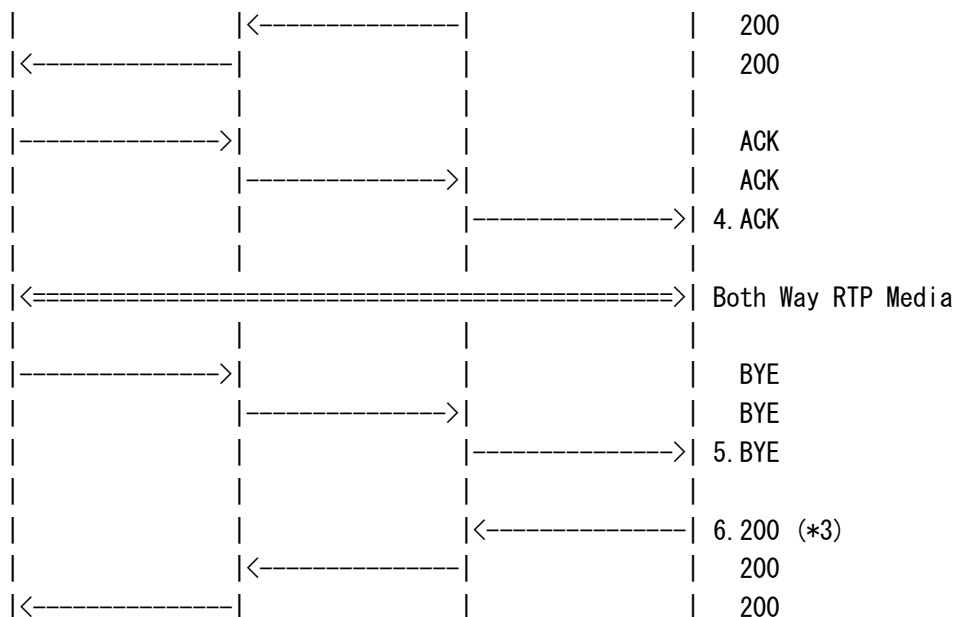 |                |<---------------|                |   200
|<---------------|                |                |   200
|                |                |                |
|--------------->|                |                |   ACK
|                |--------------->|                |   ACK
|                |                |--------------->| 4.ACK
|                |                |                |
|<================================================>| Both Way RTP Media
|                |                |                |
|--------------->|                |                |   BYE
|                |--------------->|                |   BYE
|                |                |--------------->| 5.BYE
|                |                |                |
|                |                |<---------------| 6.200 (*3)
|                |<---------------|                |   200
|<---------------|                |                |   200